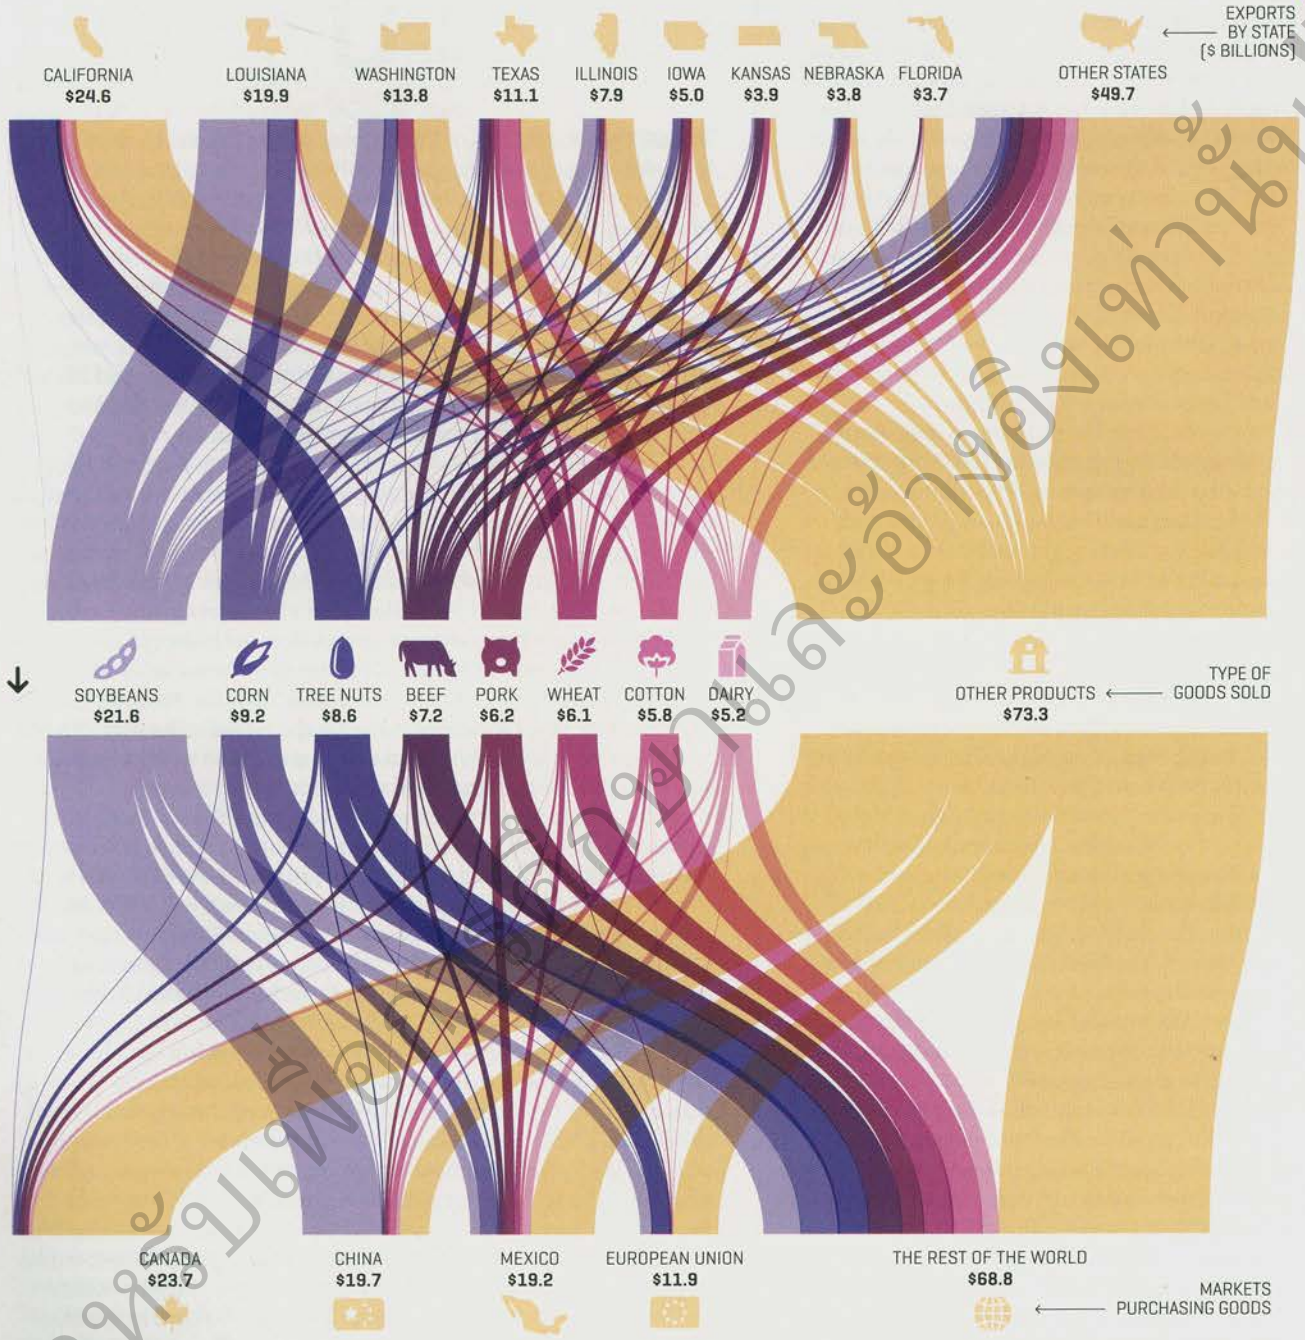 EXPORTS
BY STATE
[$ BILLIONS]
CALIFORNIA
$24.6
LOUISIANA
$19.9
WASHINGTON
$13.8
TEXAS
$11.1
ILLINOIS
$7.9
IOWA
$5.0
KANSAS
$3.9
NEBRASKA
$3.8
FLORIDA
$3.7
OTHER STATES
$49.7
SOYBEANS
$21.6
CORN
$9.2
TREE NUTS
$8.6
BEEF
$7.2
PORK
$6.2
WHEAT
$6.1
COTTON
$5.8
DAIRY
$5.2
OTHER PRODUCTS
$73.3
TYPE OF
GOODS SOLD
CANADA
$23.7
CHINA
$19.7
MEXICO
$19.2
EUROPEAN UNION
$11.9
THE REST OF THE WORLD
$68.8
MARKETS
PURCHASING GOODS